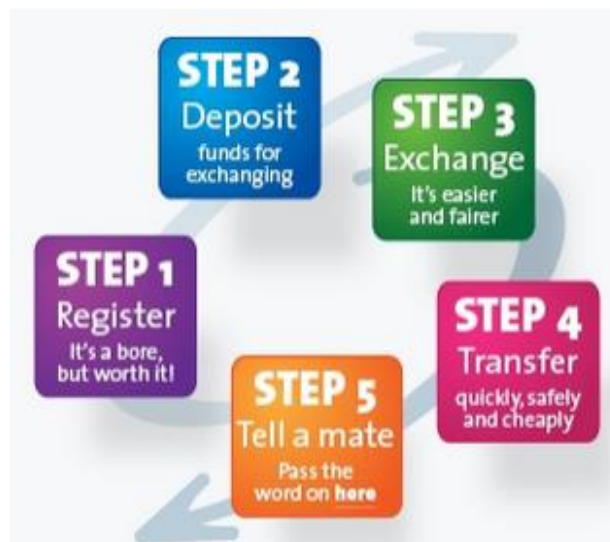 STEP 1
Register
It's a bore,
but worth it!
STEP 2
Deposit
funds for
exchanging
STEP 3
Exchange
It's easier
and fairer
STEP 4
Transfer
quickly, safely
and cheaply
STEP 5
Tell a mate
Pass the
word on here